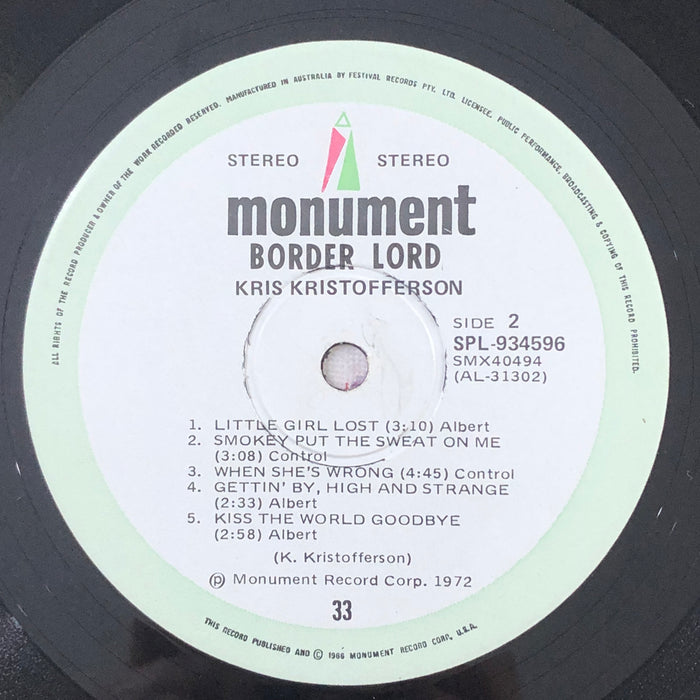 ALL RIGHTS OF THE RECORD PRODUCER & OWNER OF THE WORK RECORDED RESERVED. MANUFACTURED IN AUSTRALIA BY FESTIVAL RECORDS PTY. LTD. LICENSEE. PUBLIC PERFORMANCE, BROADCASTING & COPYING OF THIS RECORD PROHIBITED.
STEREO STEREO
monument
BORDER LORD
KRIS KRISTOFFERSON
SIDE 2
SPL-934596
SMX40494
(AL-31302)
1. LITTLE GIRL LOST (3:10) Albert
2. SMOKEY PUT THE SWEAT ON ME
(3:08) Control
3. WHEN SHE'S WRONG (4:45) Control
4. GETTIN' BY, HIGH AND STRANGE
(2:33) Albert
5. KISS THE WORLD GOODBYE
(2:58) Albert
(K. Kristofferson)
℗ Monument Record Corp. 1972
33
THIS RECORD PUBLISHED AND © 1966 MONUMENT RECORD CORP. U.S.A.